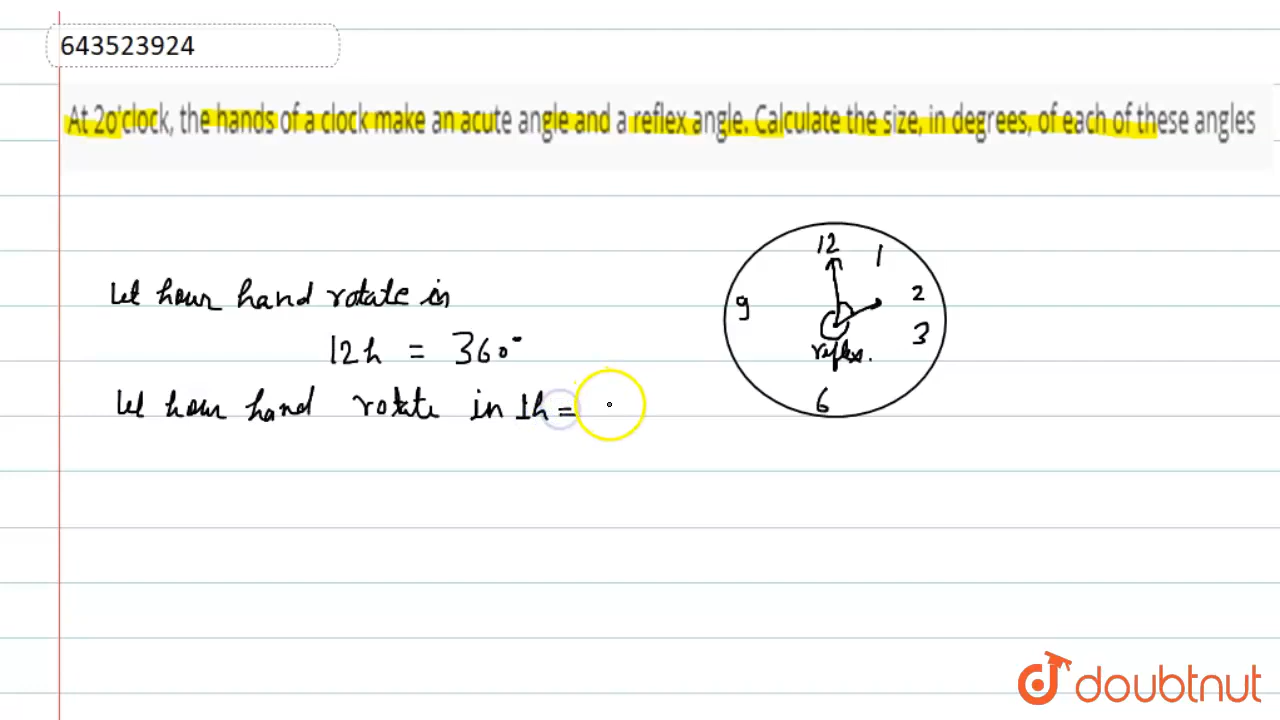 643523924
At 2o'clock, the hands of a clock make an acute angle and a reflex angle. Calculate the size, in degrees, of each of these angles
12
1
2
9
3
reflex.
6
Let hour hand rotate in
12h = 360°
Let hour hand rotate in 1h =
doubtnut